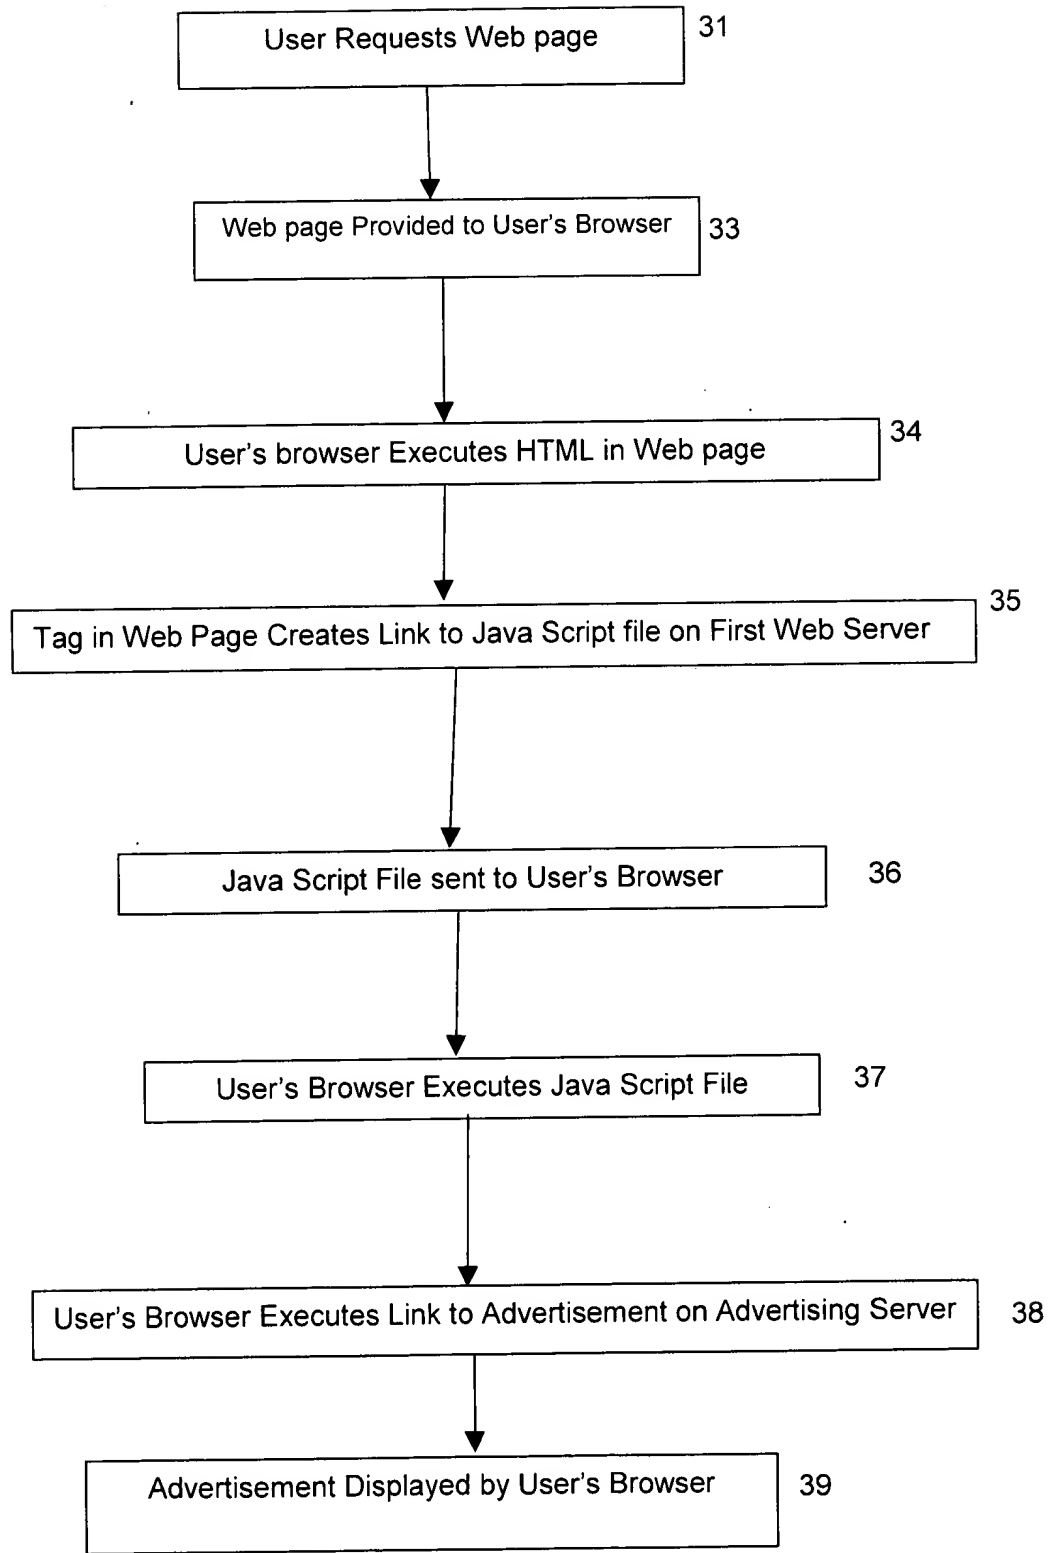 User Requests Web page 31
Web page Provided to User's Browser 33
User's browser Executes HTML in Web page 34
Tag in Web Page Creates Link to Java Script file on First Web Server 35
Java Script File sent to User's Browser 36
User's Browser Executes Java Script File 37
User's Browser Executes Link to Advertisement on Advertising Server 38
Advertisement Displayed by User's Browser 39